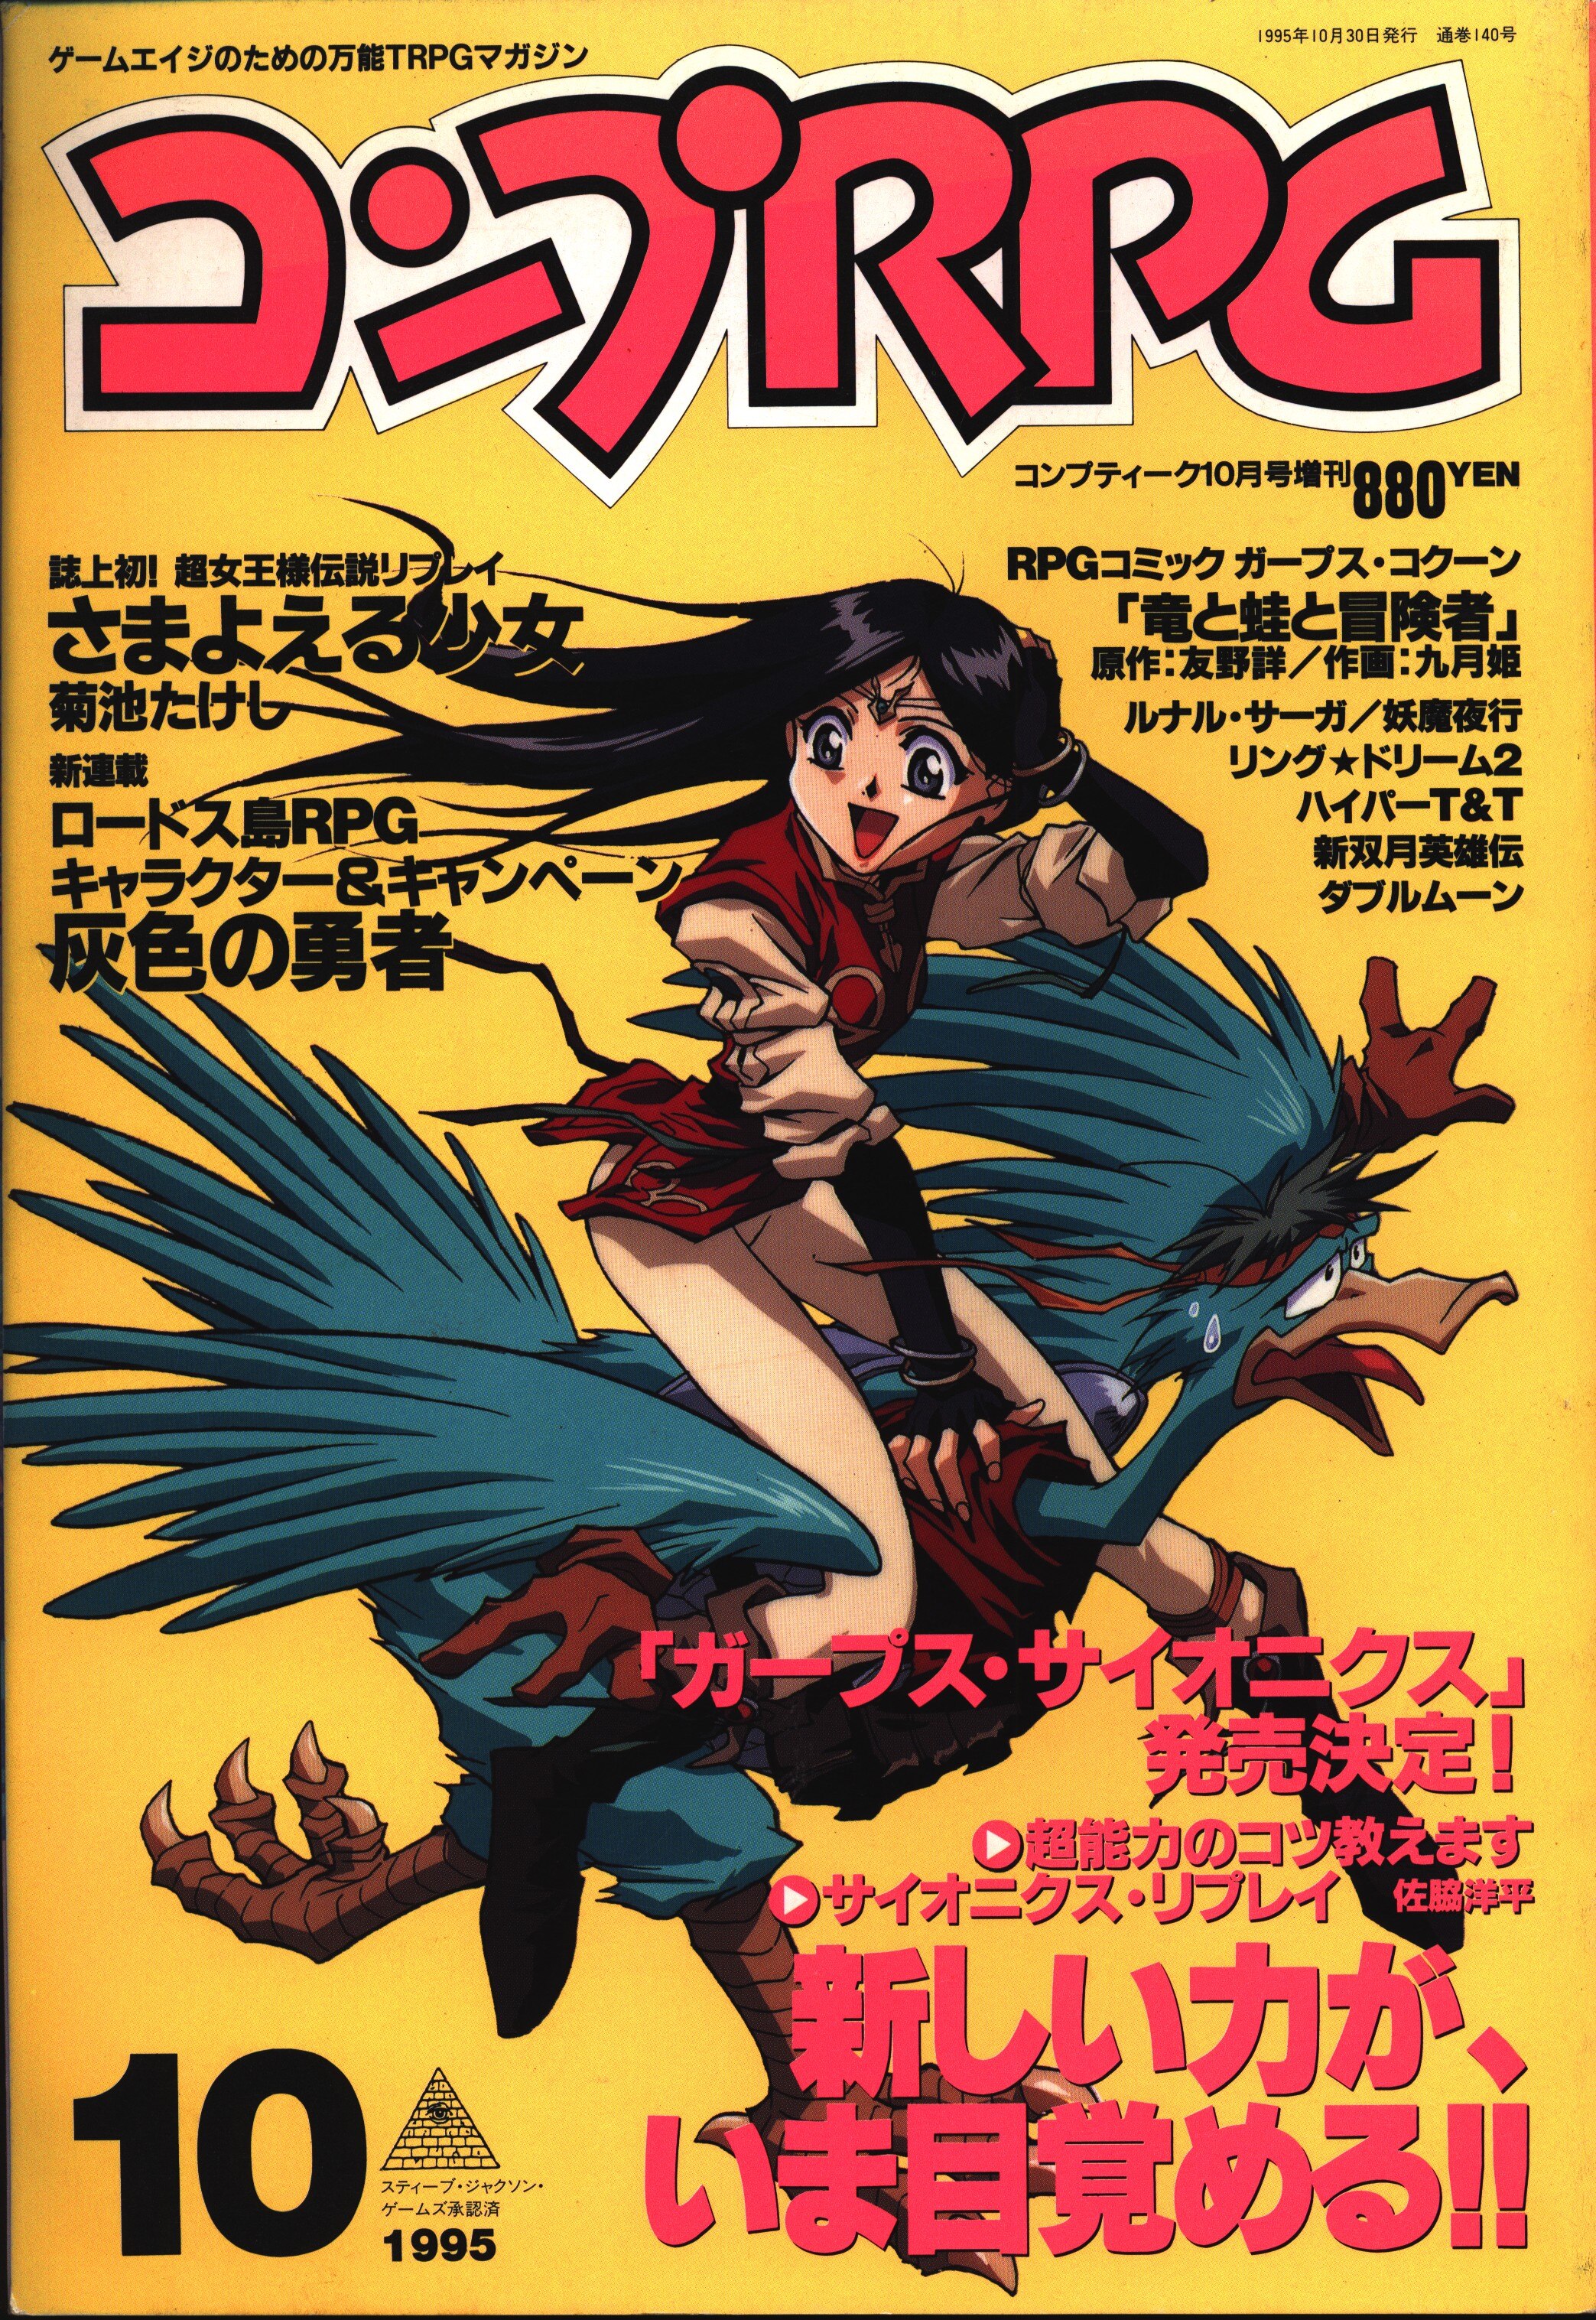 ゲームエイジのための万能TRPGマガジン
1995年10月30日発行 通巻140号
コンプRPG
コンプティーク10月号増刊 880YEN
誌上初! 超女王様伝説リプレイ
さまよえる少女
菊池たけし
新連載
ロードス島RPG
キャラクター&キャンペーン
灰色の勇者
RPGコミック ガープス・コクーン
「竜と蛙と冒険者」
原作:友野詳/作画:九月姫
ルナル・サーガ/妖魔夜行
リング★ドリーム2
ハイパーT&T
新双月英雄伝
ダブルムーン
「ガープス・サイオニクス」
発売決定!
超能力のコツ教えます
サイオニクス・リプレイ 佐脇洋平
新しい力が、
いま目覚める!!
10
スティーブ・ジャクソン・
ゲームズ承認済
1995